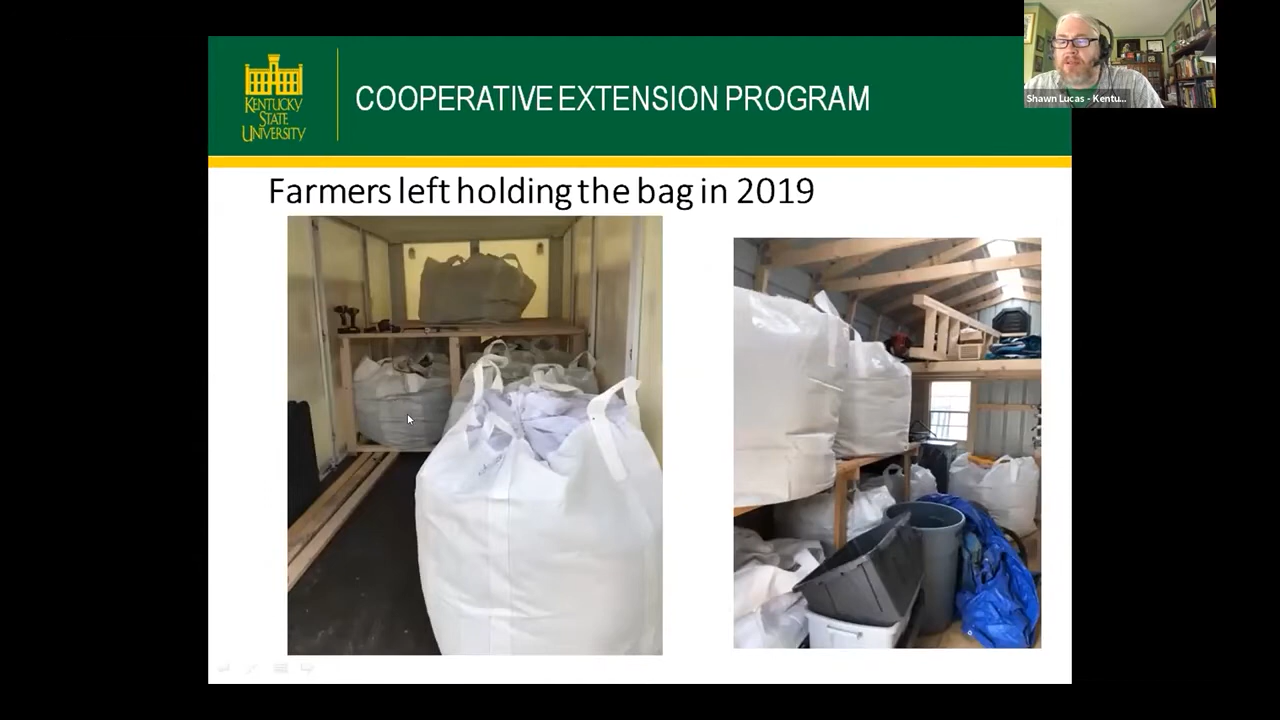 KENTUCKY
STATE
UNIVERSITY
COOPERATIVE EXTENSION PROGRAM
Shawn Lucas - Kentu...
Farmers left holding the bag in 2019